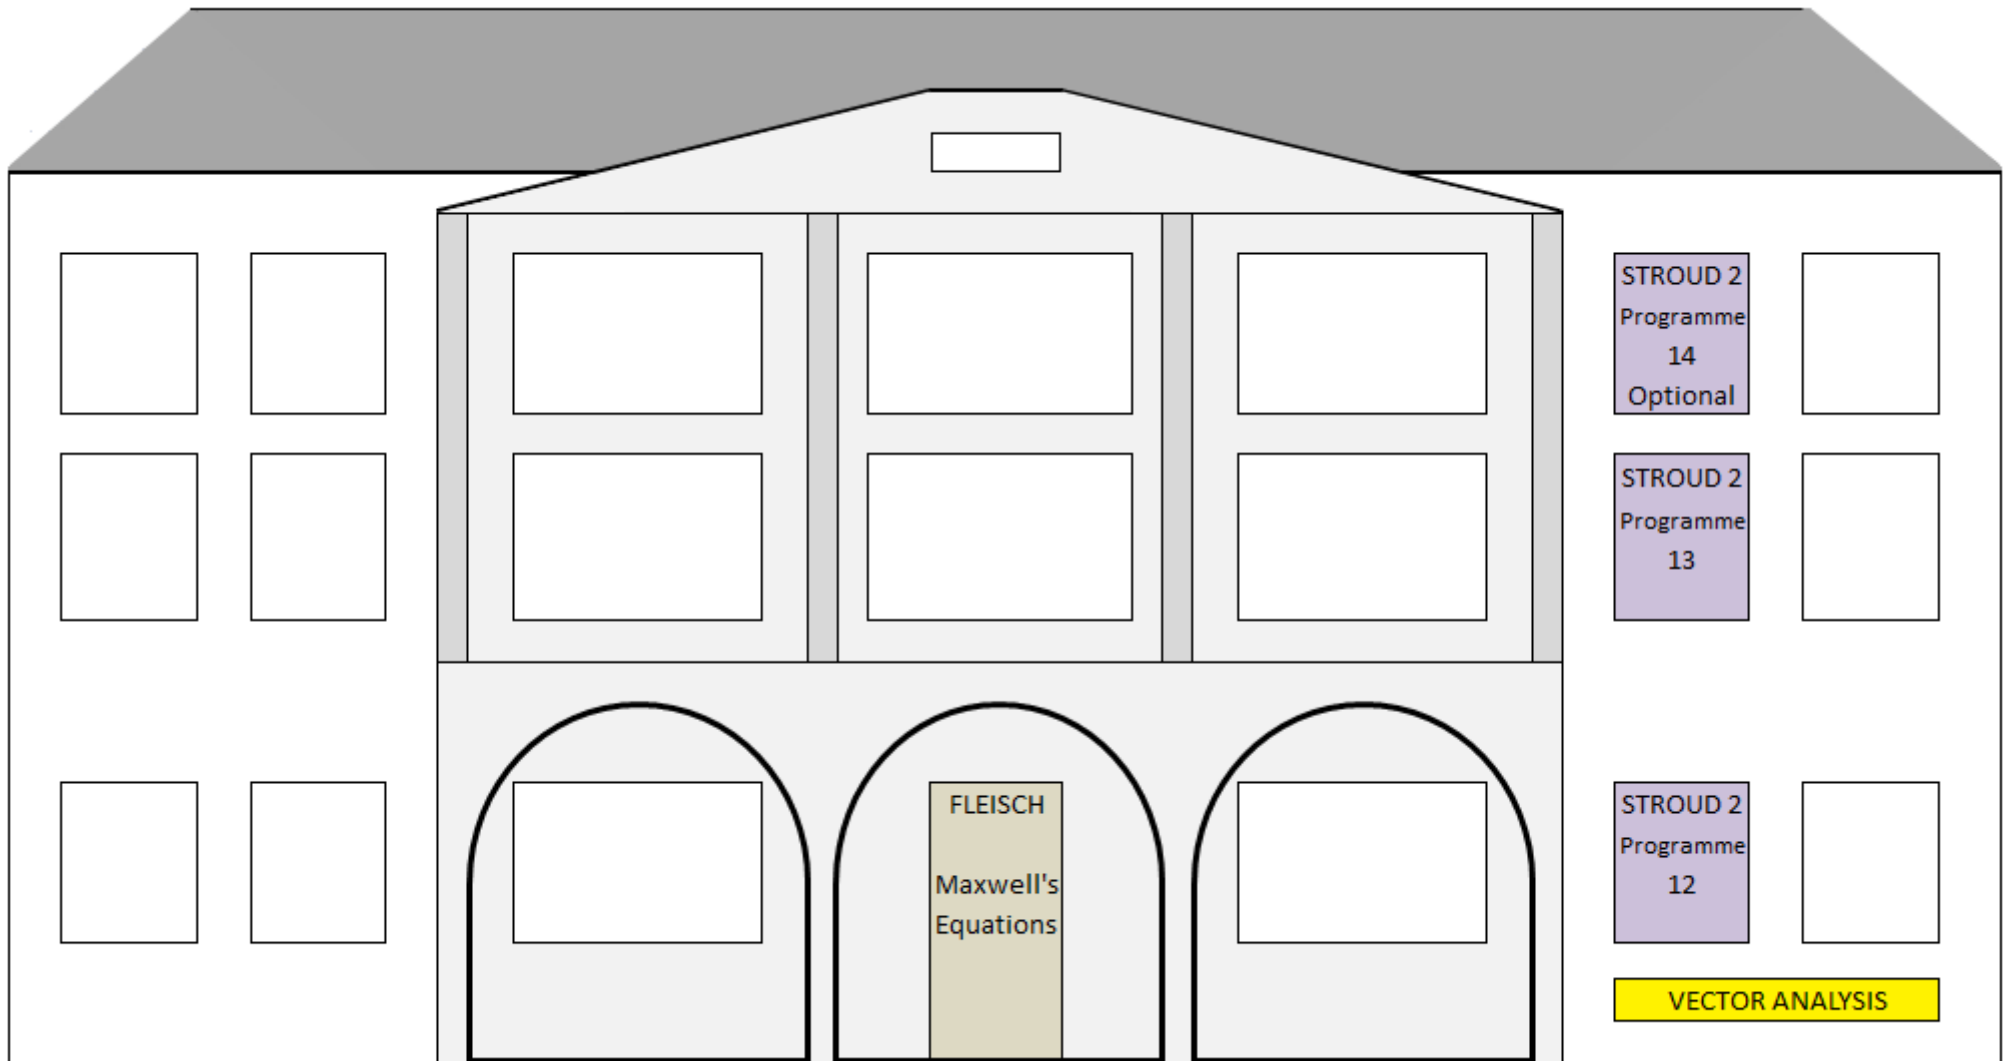 STROUD 2
Programme
14
Optional
STROUD 2
Programme
13
FLEISCH
Maxwell's
Equations
STROUD 2
Programme
12
VECTOR ANALYSIS